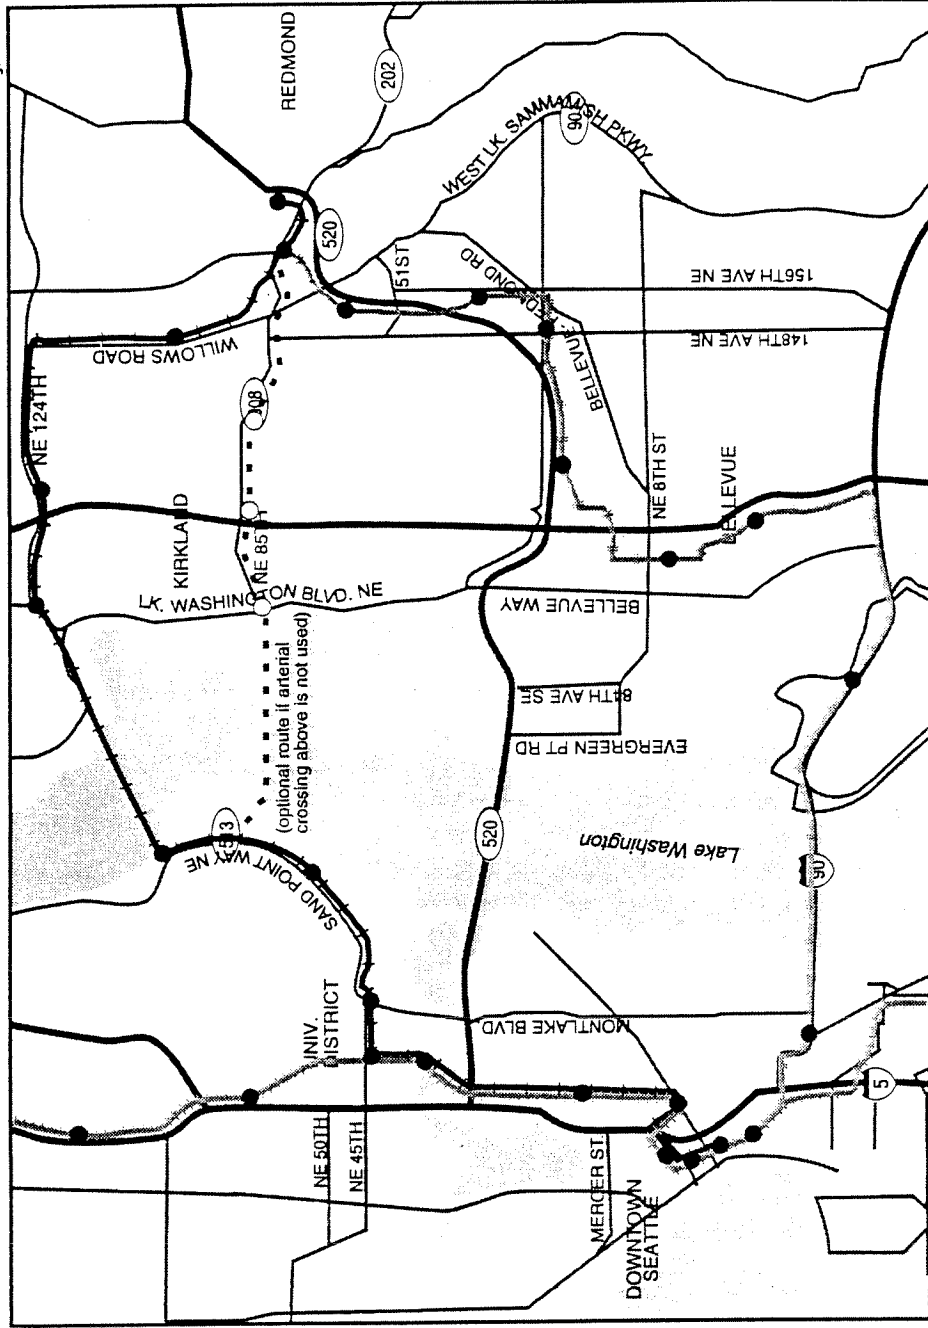 REDMOND
202
WEST LK. SAMMAMISH PKWY.
90
520
51ST
BELLEVUE
REDMOND RD
156TH AVE NE
148TH AVE NE
WILLOWS ROAD
NE 124TH
908
KIRKLAND
NE 85TH
LK. WASHINGTON BLVD. NE
NE 8TH ST
BELLEVUE
BELLEVUE WAY
84TH AVE SE
EVERGREEN PT RD
(optional route if arterial
crossing above is not used)
513
SAND POINT WAY NE
520
Lake Washington
90
UNIV.
DISTRICT
MONTLAKE BLVD
5
NE 50TH
NE 45TH
MERCER ST.
DOWNTOWN
SEATTLE